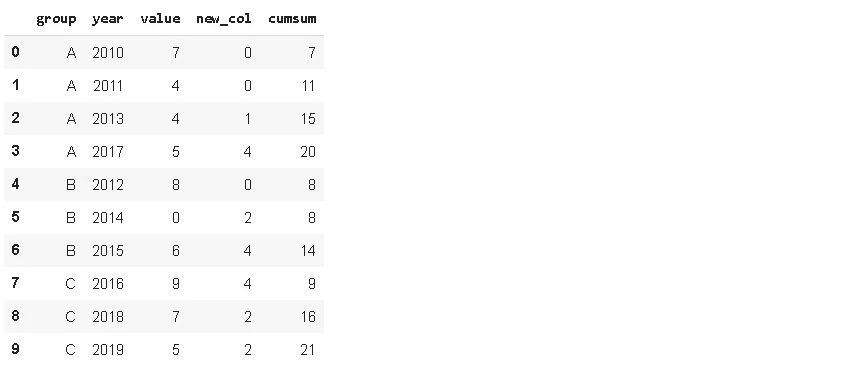 group year value new_col cumsum
0 A 2010 7 0 7
1 A 2011 4 0 11
2 A 2013 4 1 15
3 A 2017 5 4 20
4 B 2012 8 0 8
5 B 2014 0 2 8
6 B 2015 6 4 14
7 C 2016 9 4 9
8 C 2018 7 2 16
9 C 2019 5 2 21